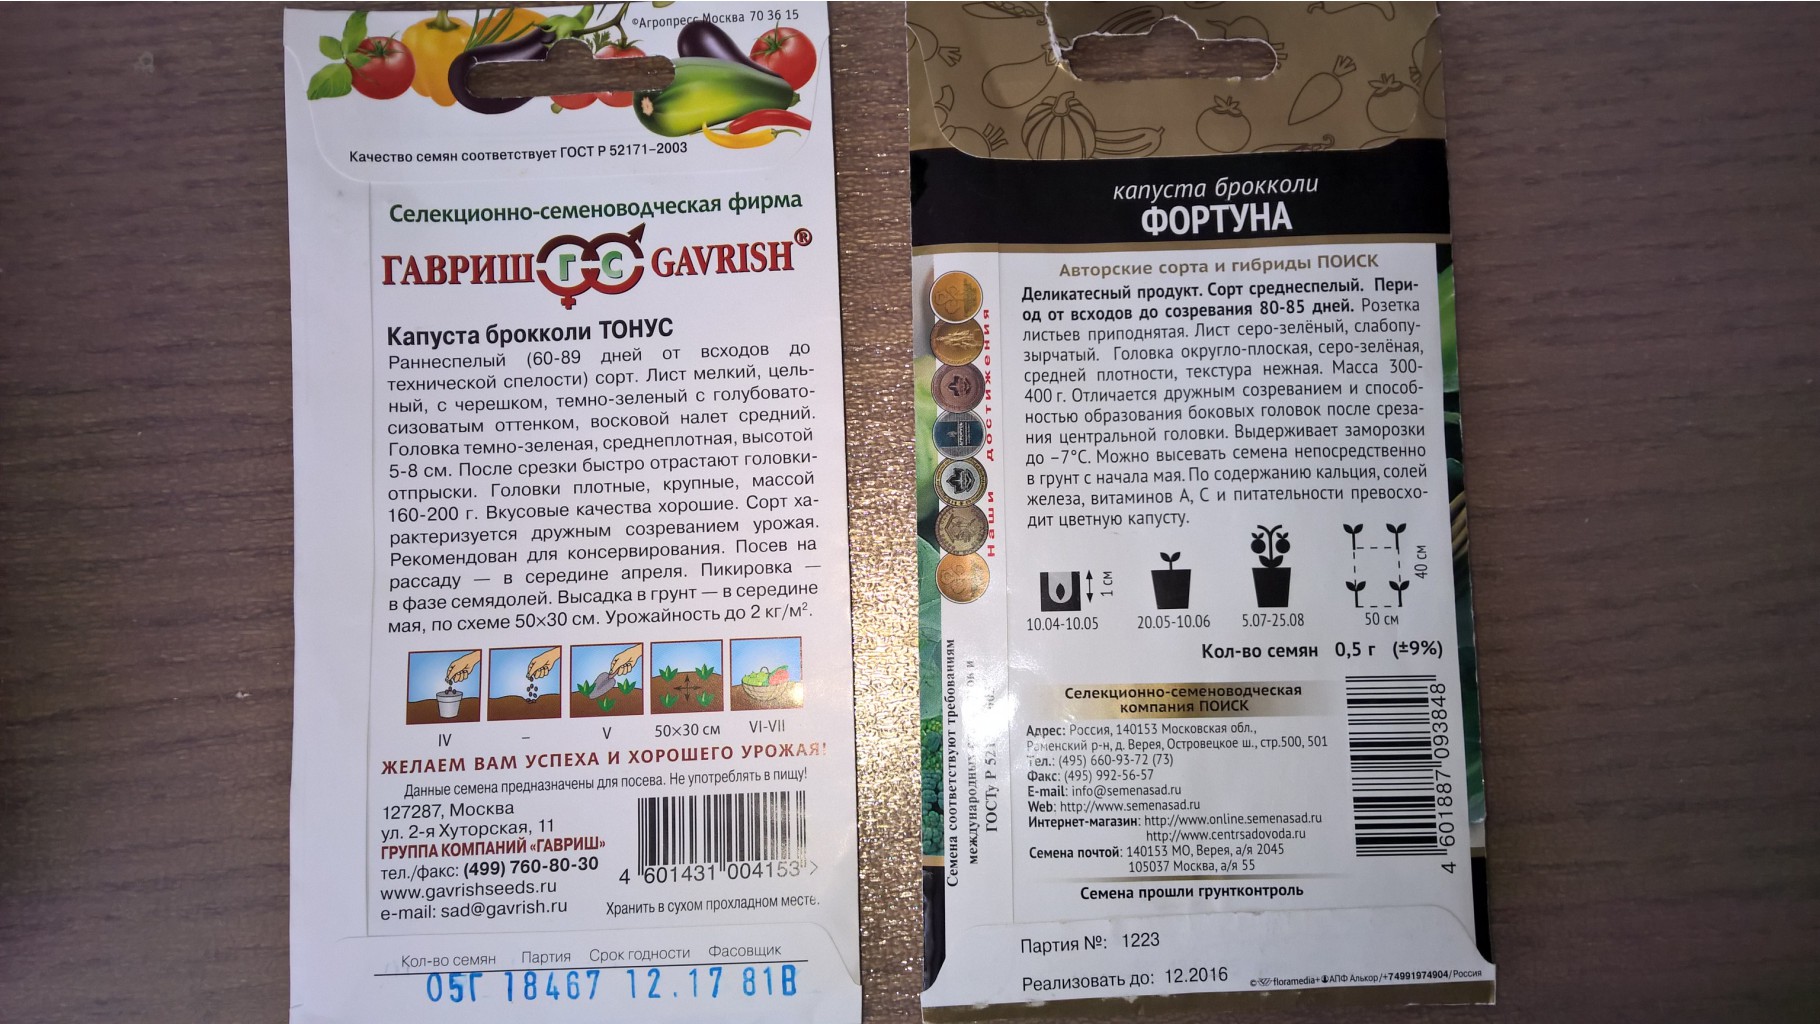 ©Агропресс Москва 70 36 15
Качество семян соответствует ГОСТ Р 52171-2003
Селекционно-семеноводческая фирма
ГАВРИШ ГС GAVRISH®
Капуста брокколи ТОНУС
Раннеспелый (60-89 дней от всходов до
технической спелости) сорт. Лист мелкий, цель-
ный, с черешком, темно-зеленый с голубовато-
сизоватым оттенком, восковой налет средний.
Головка темно-зеленая, среднеплотная, высотой
5-8 см. После срезки быстро отрастают головки-
отпрыски. Головки плотные, крупные, массой
160-200 г. Вкусовые качества хорошие. Сорт ха-
рактеризуется дружным созреванием урожая.
Рекомендован для консервирования. Посев на
рассаду — в середине апреля. Пикировка —
в фазе семядолей. Высадка в грунт — в середине
мая, по схеме 50×30 см. Урожайность до 2 кг/м².
IV – V 50×30 см VI-VII
ЖЕЛАЕМ ВАМ УСПЕХА И ХОРОШЕГО УРОЖАЯ!
Данные семена предназначены для посева. Не употреблять в пищу!
127287, Москва
ул. 2-я Хуторская, 11
ГРУППА КОМПАНИЙ «ГАВРИШ»
тел./факс: (499) 760-80-30
www.gavrishseeds.ru
e-mail: sad@gavrish.ru
4 601431 004153 >
Хранить в сухом прохладном месте.
Кол-во семян Партия Срок годности Фасовщик
05Г 18467 12.17 81В
капуста брокколи
ФОРТУНА
Авторские сорта и гибриды ПОИСК
Деликатесный продукт. Сорт среднеспелый. Пери-
од от всходов до созревания 80-85 дней. Розетка
листьев приподнятая. Лист серо-зелёный, слабопу-
зырчатый. Головка округло-плоская, серо-зелёная,
средней плотности, текстура нежная. Масса 300-
400 г. Отличается дружным созреванием и способ-
ностью образования боковых головок после среза-
ния центральной головки. Выдерживает заморозки
до −7°С. Можно высевать семена непосредственно
в грунт с начала мая. По содержанию кальция, солей
железа, витаминов А, С и питательности превосхо-
дит цветную капусту.
Наши достижения
1 см
40 см
10.04-10.05 20.05-10.06 5.07-25.08 50 см
Кол-во семян 0,5 г (±9%)
Селекционно-семеноводческая
компания ПОИСК
Адрес: Россия, 140153 Московская обл.,
Раменский р-н, д. Верея, Островецкое ш., стр.500, 501
Тел.: (495) 660-93-72 (73)
Факс: (495) 992-56-57
E-mail: info@semenasad.ru
Web: http://www.semenasad.ru
Интернет-магазин: http://www.online.semenasad.ru
http://www.centrsadovoda.ru
Семена почтой: 140153 МО, Верея, а/я 2045
105037 Москва, а/я 55
Семена прошли грунтконтроль
4 601887 093848
Семена соответствуют требованиям
ГОСТу Р
Партия №: 1223
Реализовать до: 12.2016
© floramedia+ АПФ Алькор/+74991974904/Россия